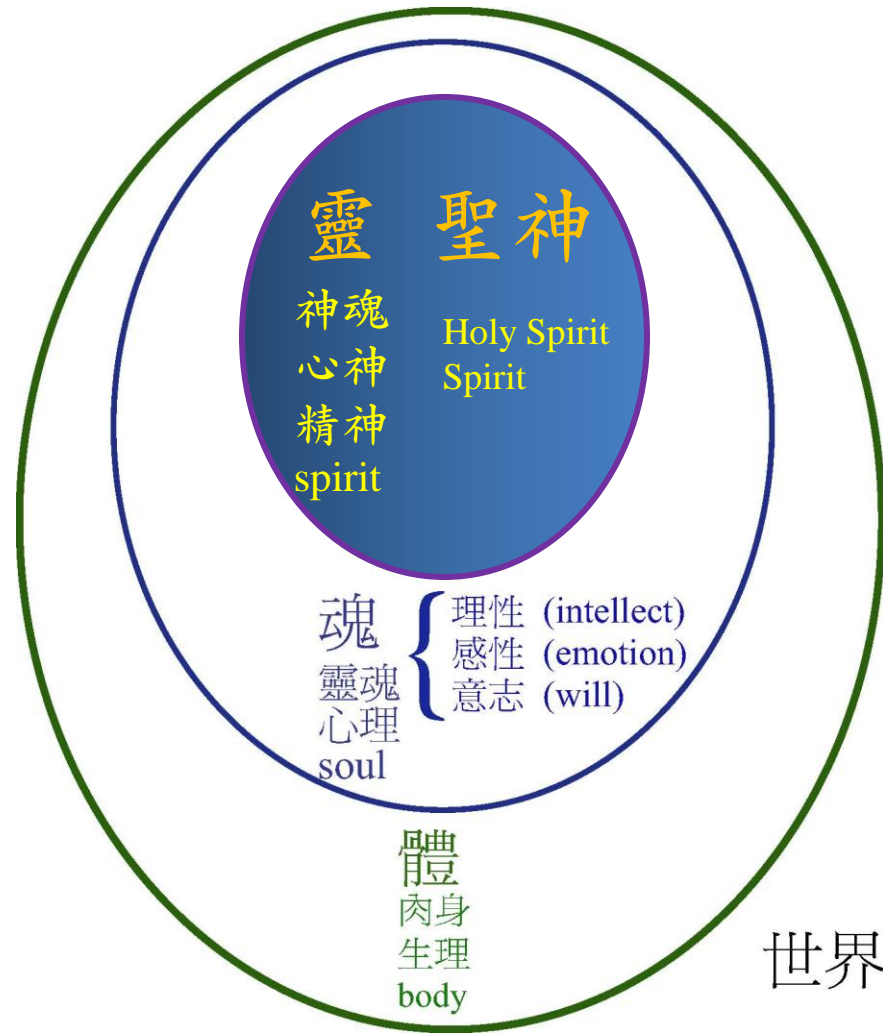 靈 聖神
神魂
心神
精神
spirit
Holy Spirit
Spirit
魂
靈魂
心理
soul
理性 (intellect)
感性 (emotion)
意志 (will)
體
肉身
生理
body
世界